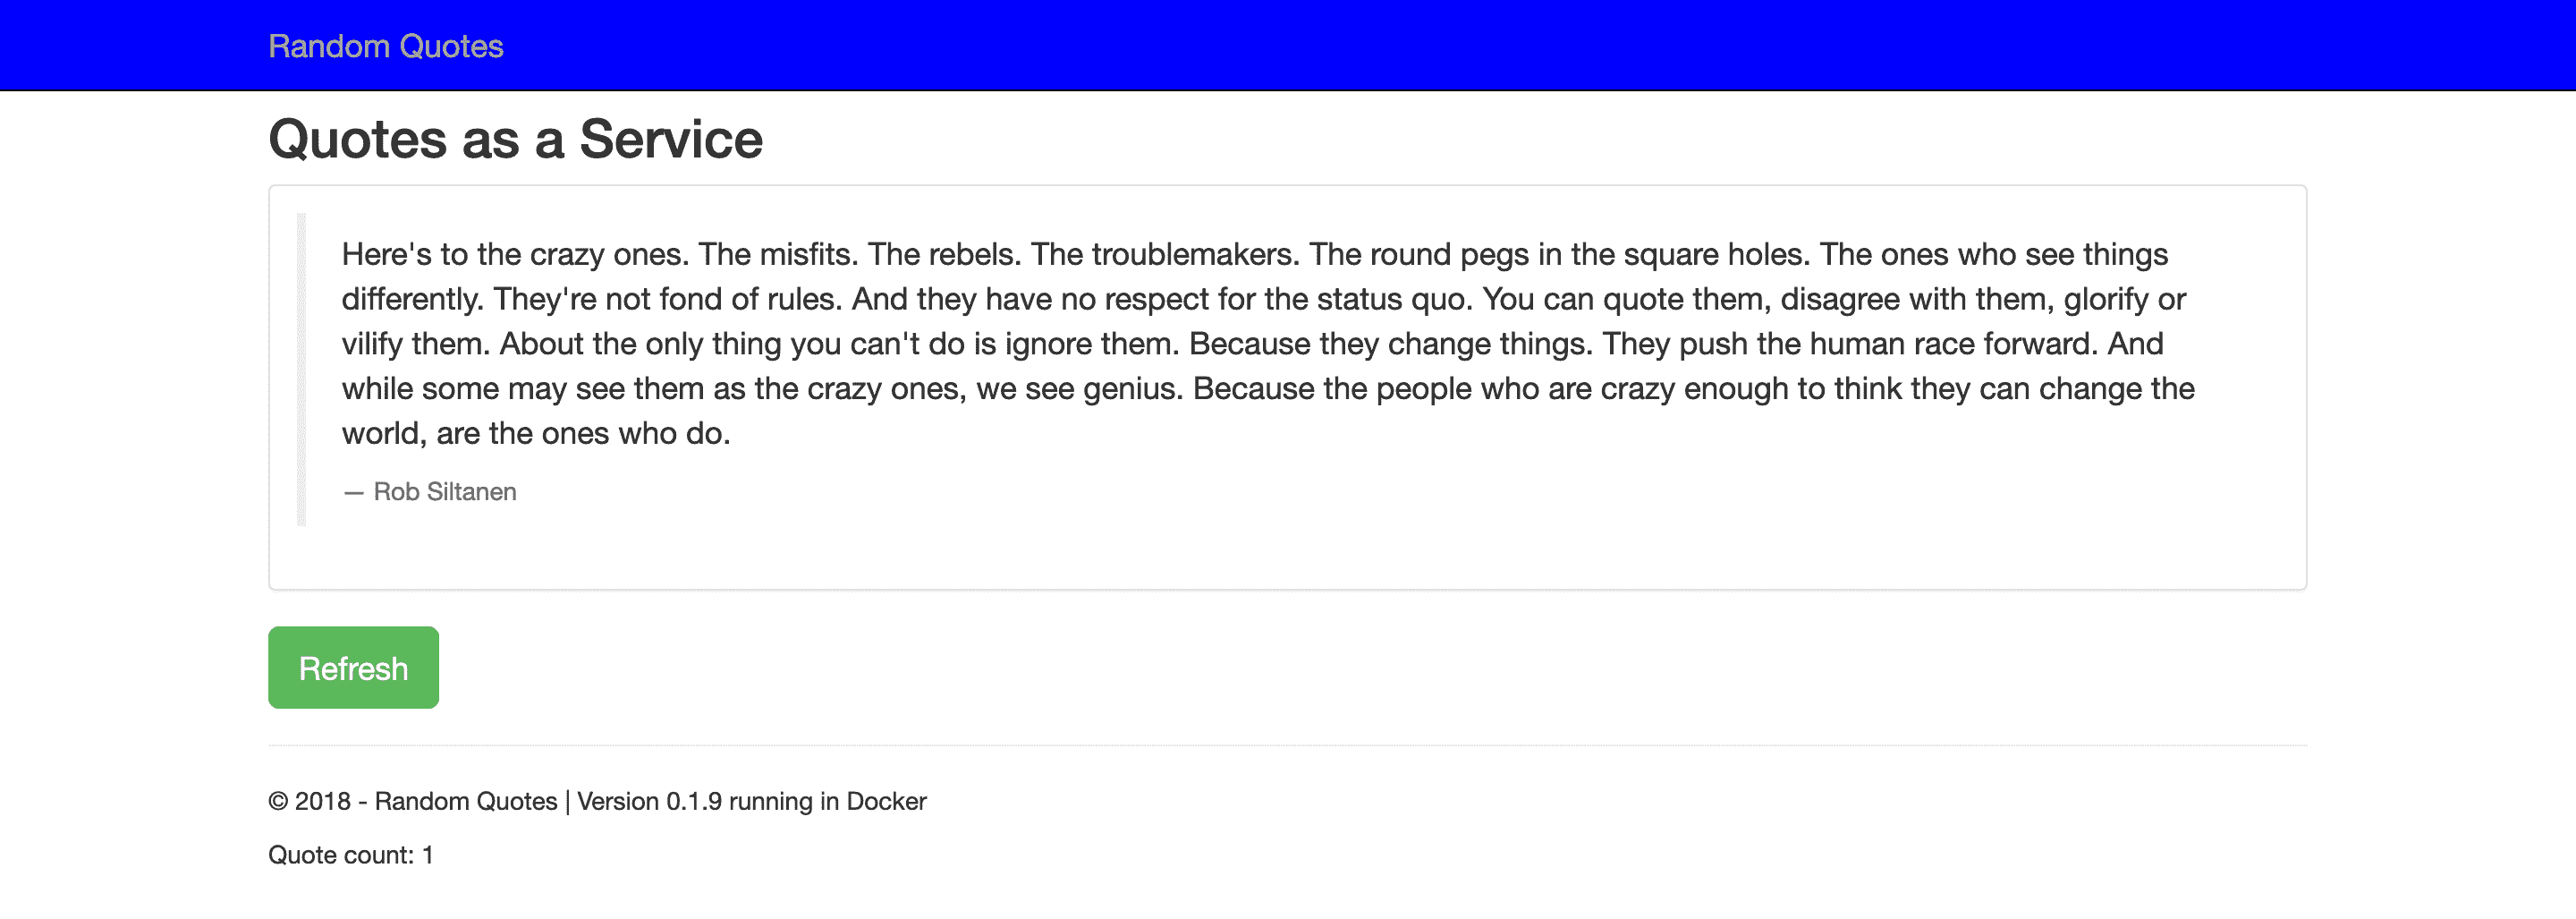 Random Quotes
Quotes as a Service
Here's to the crazy ones. The misfits. The rebels. The troublemakers. The round pegs in the square holes. The ones who see things
differently. They're not fond of rules. And they have no respect for the status quo. You can quote them, disagree with them, glorify or
vilify them. About the only thing you can't do is ignore them. Because they change things. They push the human race forward. And
while some may see them as the crazy ones, we see genius. Because the people who are crazy enough to think they can change the
world, are the ones who do.
— Rob Siltanen
Refresh
© 2018 - Random Quotes | Version 0.1.9 running in Docker
Quote count: 1